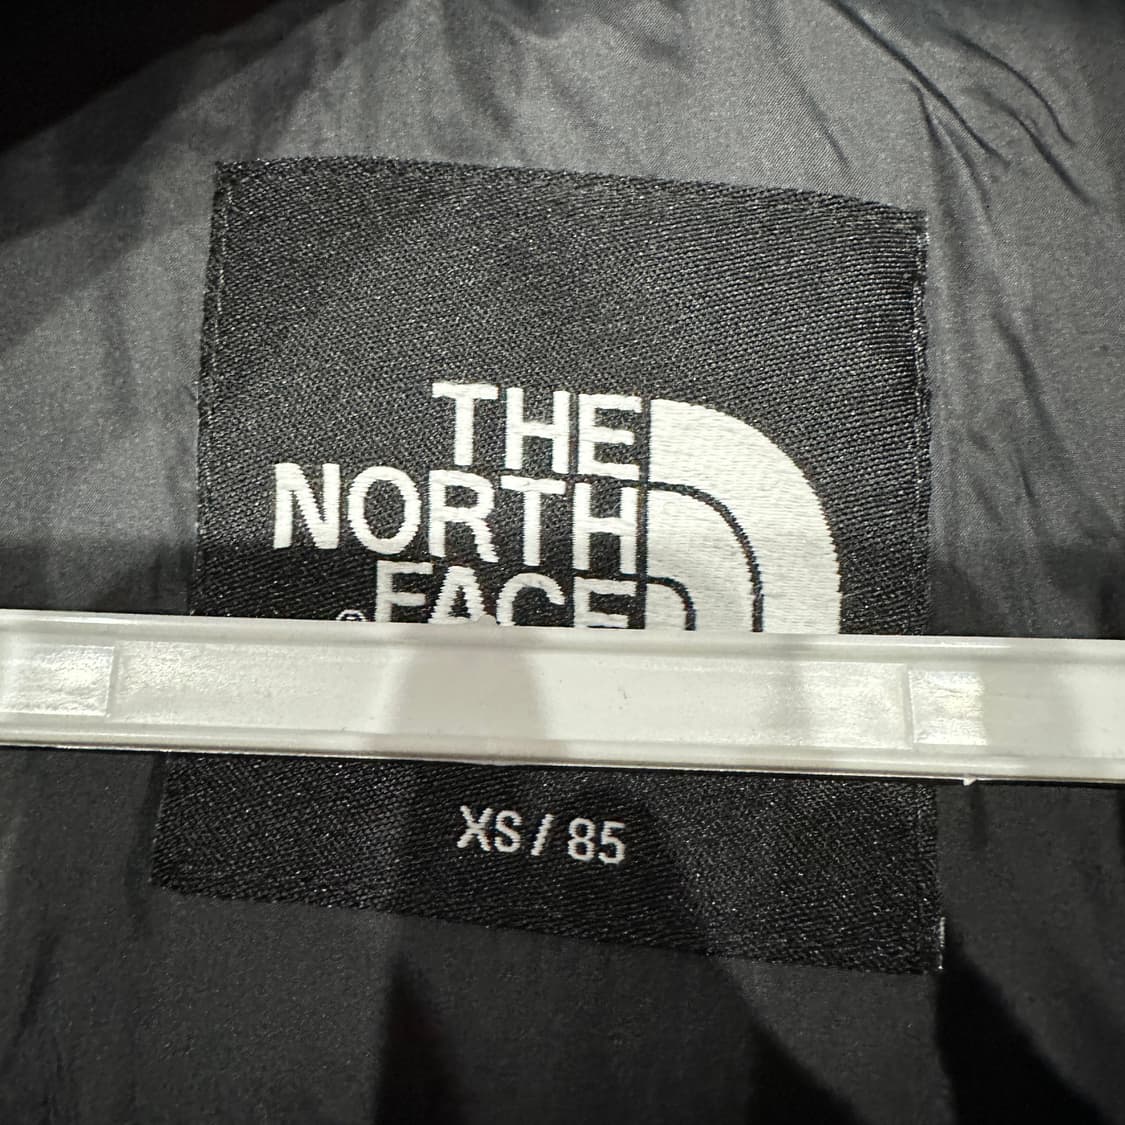 THE
NORTH
FACE
®
XS / 85